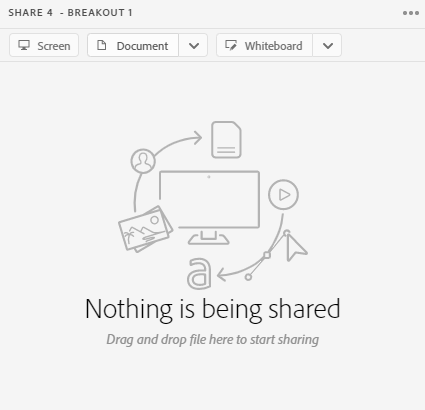 SHARE 4 - BREAKOUT 1
Screen Document Whiteboard
a
Nothing is being shared
Drag and drop file here to start sharing